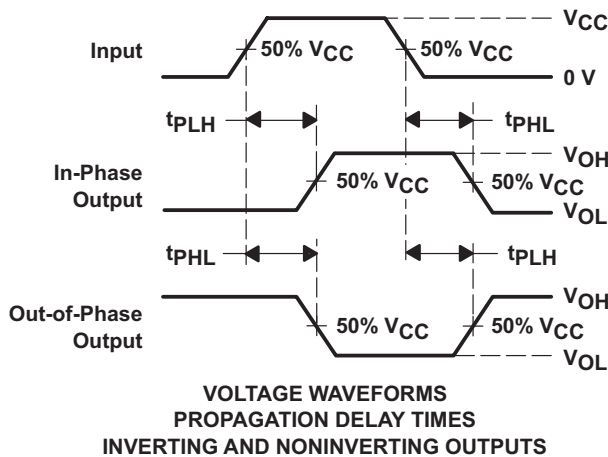 VCC
Input
50% VCC
50% VCC
0 V
tPLH
tPHL
VOH
In-Phase
Output
50% VCC
50% VCC
VOL
tPHL
tPLH
VOH
Out-of-Phase
Output
50% VCC
50% VCC
VOL
VOLTAGE WAVEFORMS
PROPAGATION DELAY TIMES
INVERTING AND NONINVERTING OUTPUTS